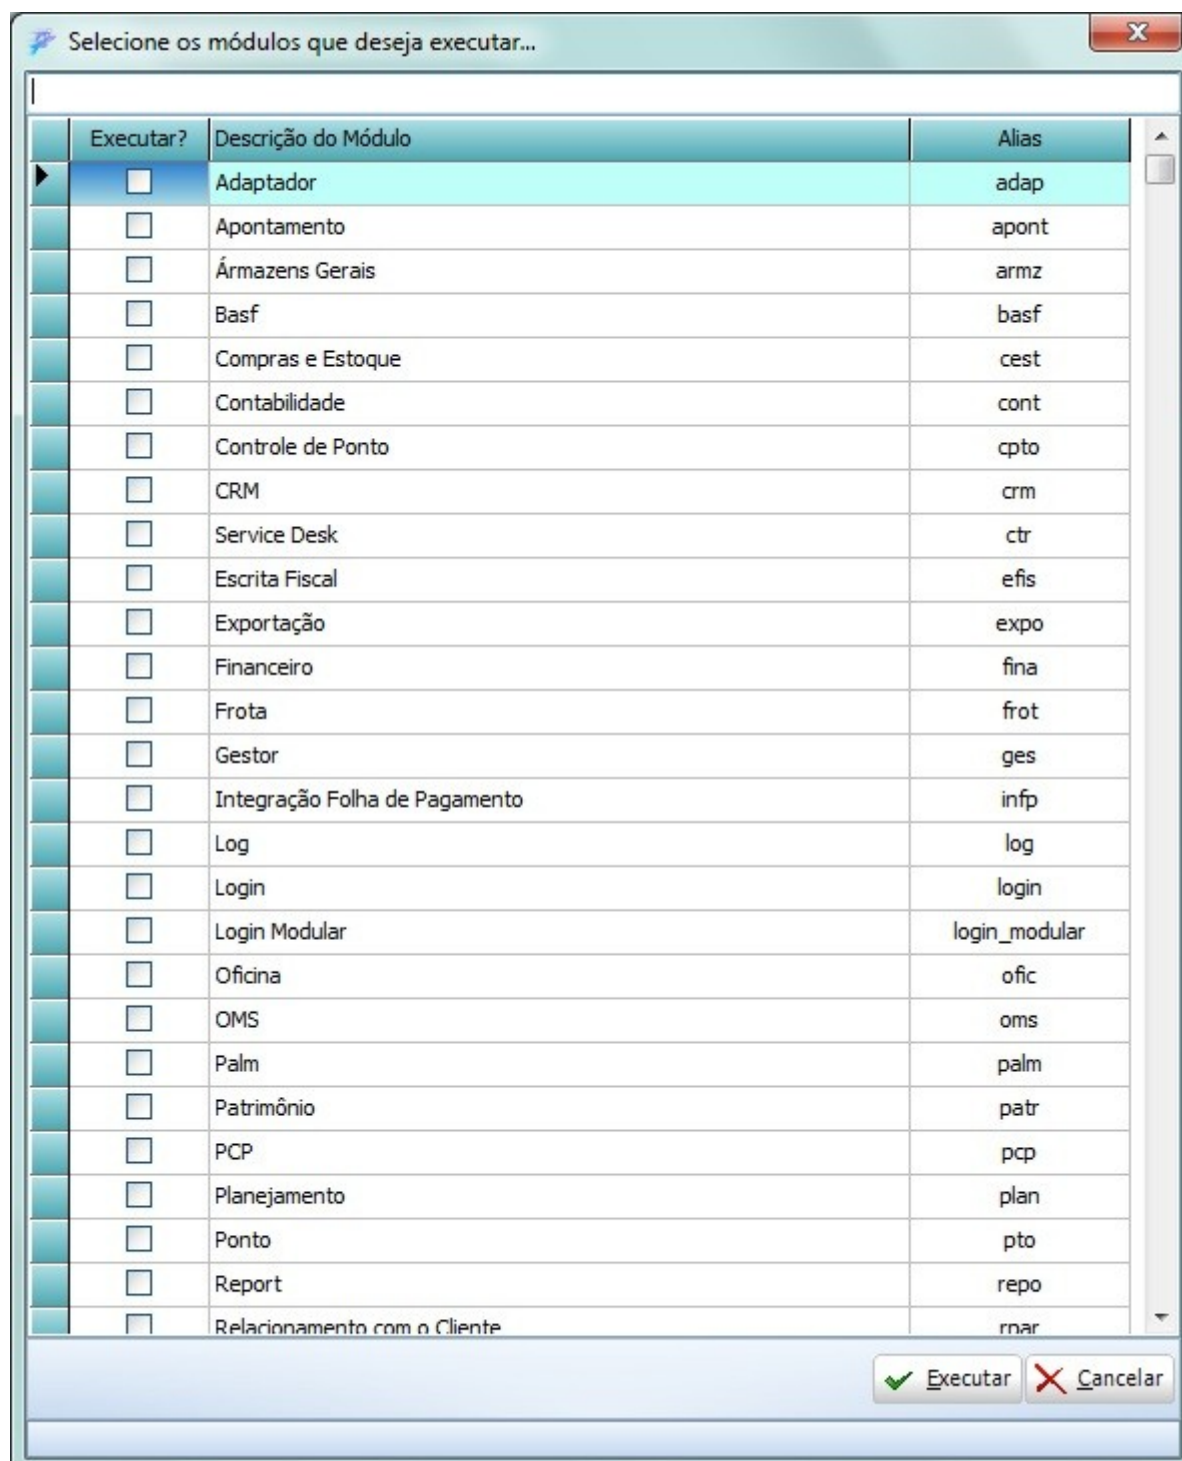 Selecione os módulos que deseja executar...
Executar? Descrição do Módulo Alias
Adaptador adap
Apontamento apont
Ármazens Gerais armz
Basf basf
Compras e Estoque cest
Contabilidade cont
Controle de Ponto cpto
CRM crm
Service Desk ctr
Escrita Fiscal efis
Exportação expo
Financeiro fina
Frota frot
Gestor ges
Integração Folha de Pagamento infp
Log log
Login login
Login Modular login_modular
Oficina ofic
OMS oms
Palm palm
Patrimônio patr
PCP pcp
Planejamento plan
Ponto pto
Report repo
Relacionamento com o Cliente rpar
Executar Cancelar